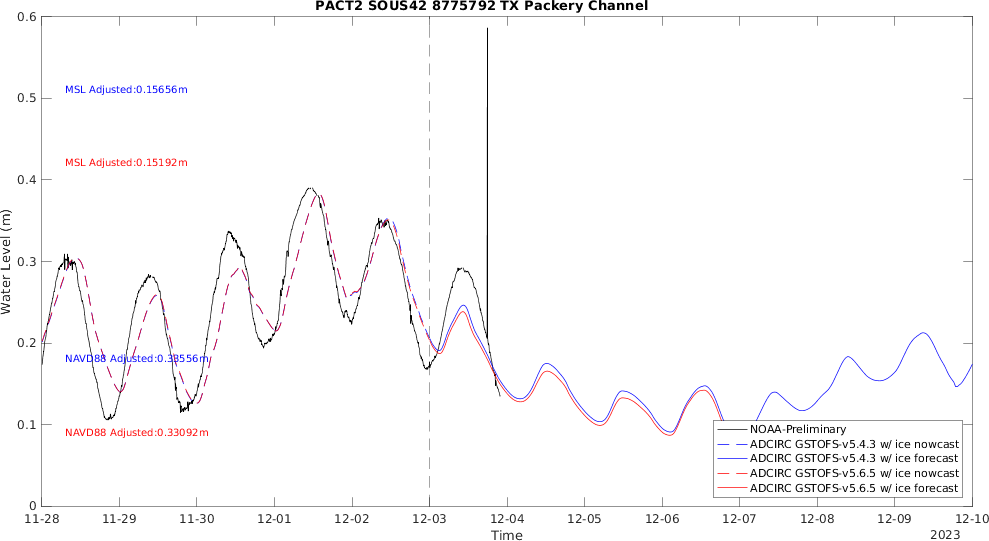 PACT2 SOUS42 8775792 TX Packery Channel
Water Level (m)
0.6
0.5
0.4
0.3
0.2
0.1
0
MSL Adjusted:0.15656m
MSL Adjusted:0.15192m
NAVD88 Adjusted:0.33556m
NAVD88 Adjusted:0.33092m
NOAA-Preliminary
ADCIRC GSTOFS-v5.4.3 w/ ice nowcast
ADCIRC GSTOFS-v5.4.3 w/ ice forecast
ADCIRC GSTOFS-v5.6.5 w/ ice nowcast
ADCIRC GSTOFS-v5.6.5 w/ ice forecast
11-28 11-29 11-30 12-01 12-02 12-03 12-04 12-05 12-06 12-07 12-08 12-09 12-10
Time
2023